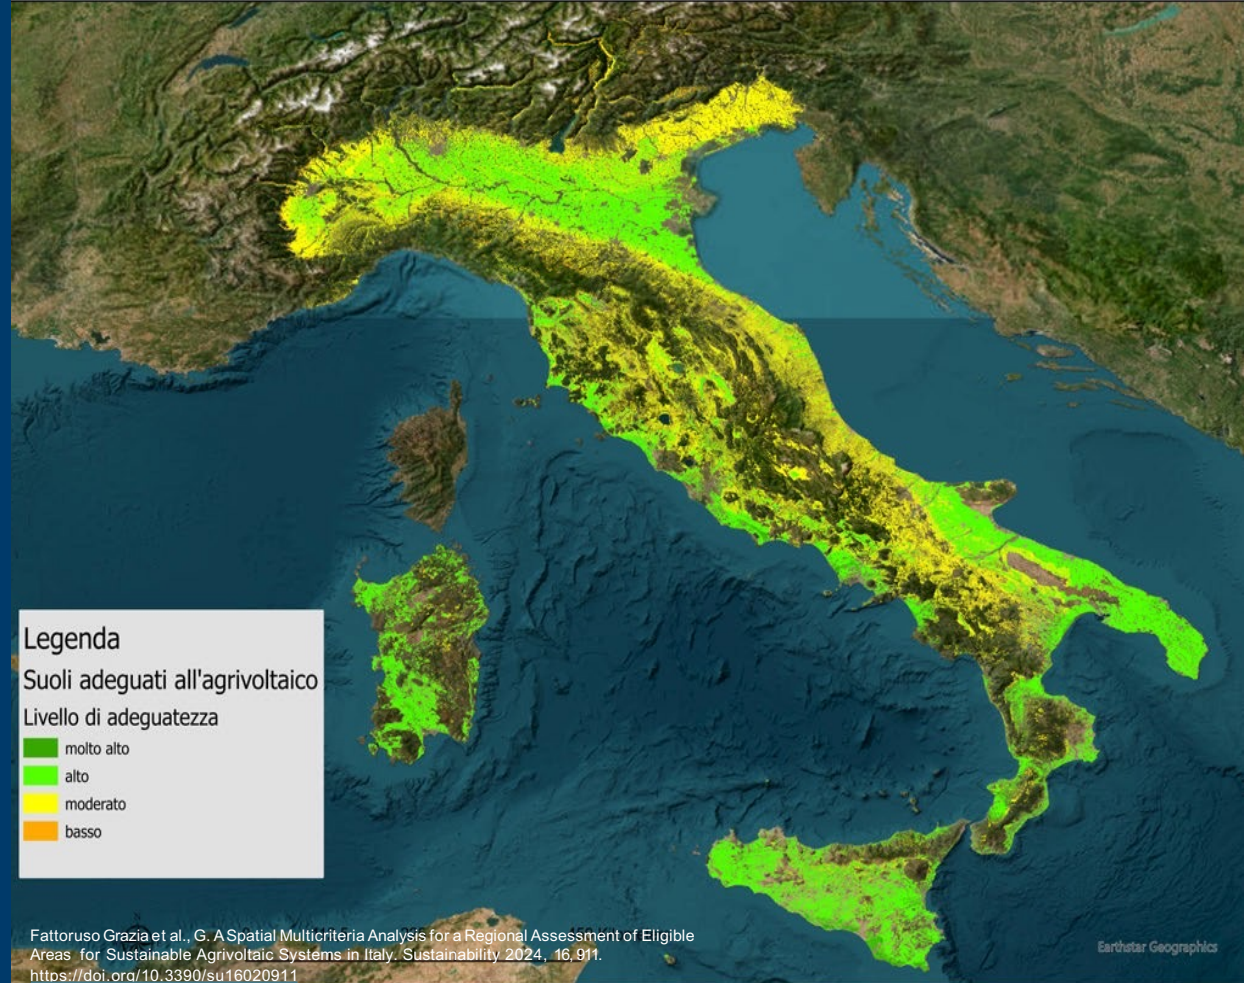 Legenda
Suoli adeguati all'agrivoltaico
Livello di adeguatezza
molto alto
alto
moderato
basso
Fattoruso Grazia et al., G. A Spatial Multicriteria Analysis for a Regional Assessment of Eligible
Areas for Sustainable Agrivoltaic Systems in Italy. Sustainability 2024, 16, 911.
https://doi.org/10.3390/su16020911
Earthstar Geographics